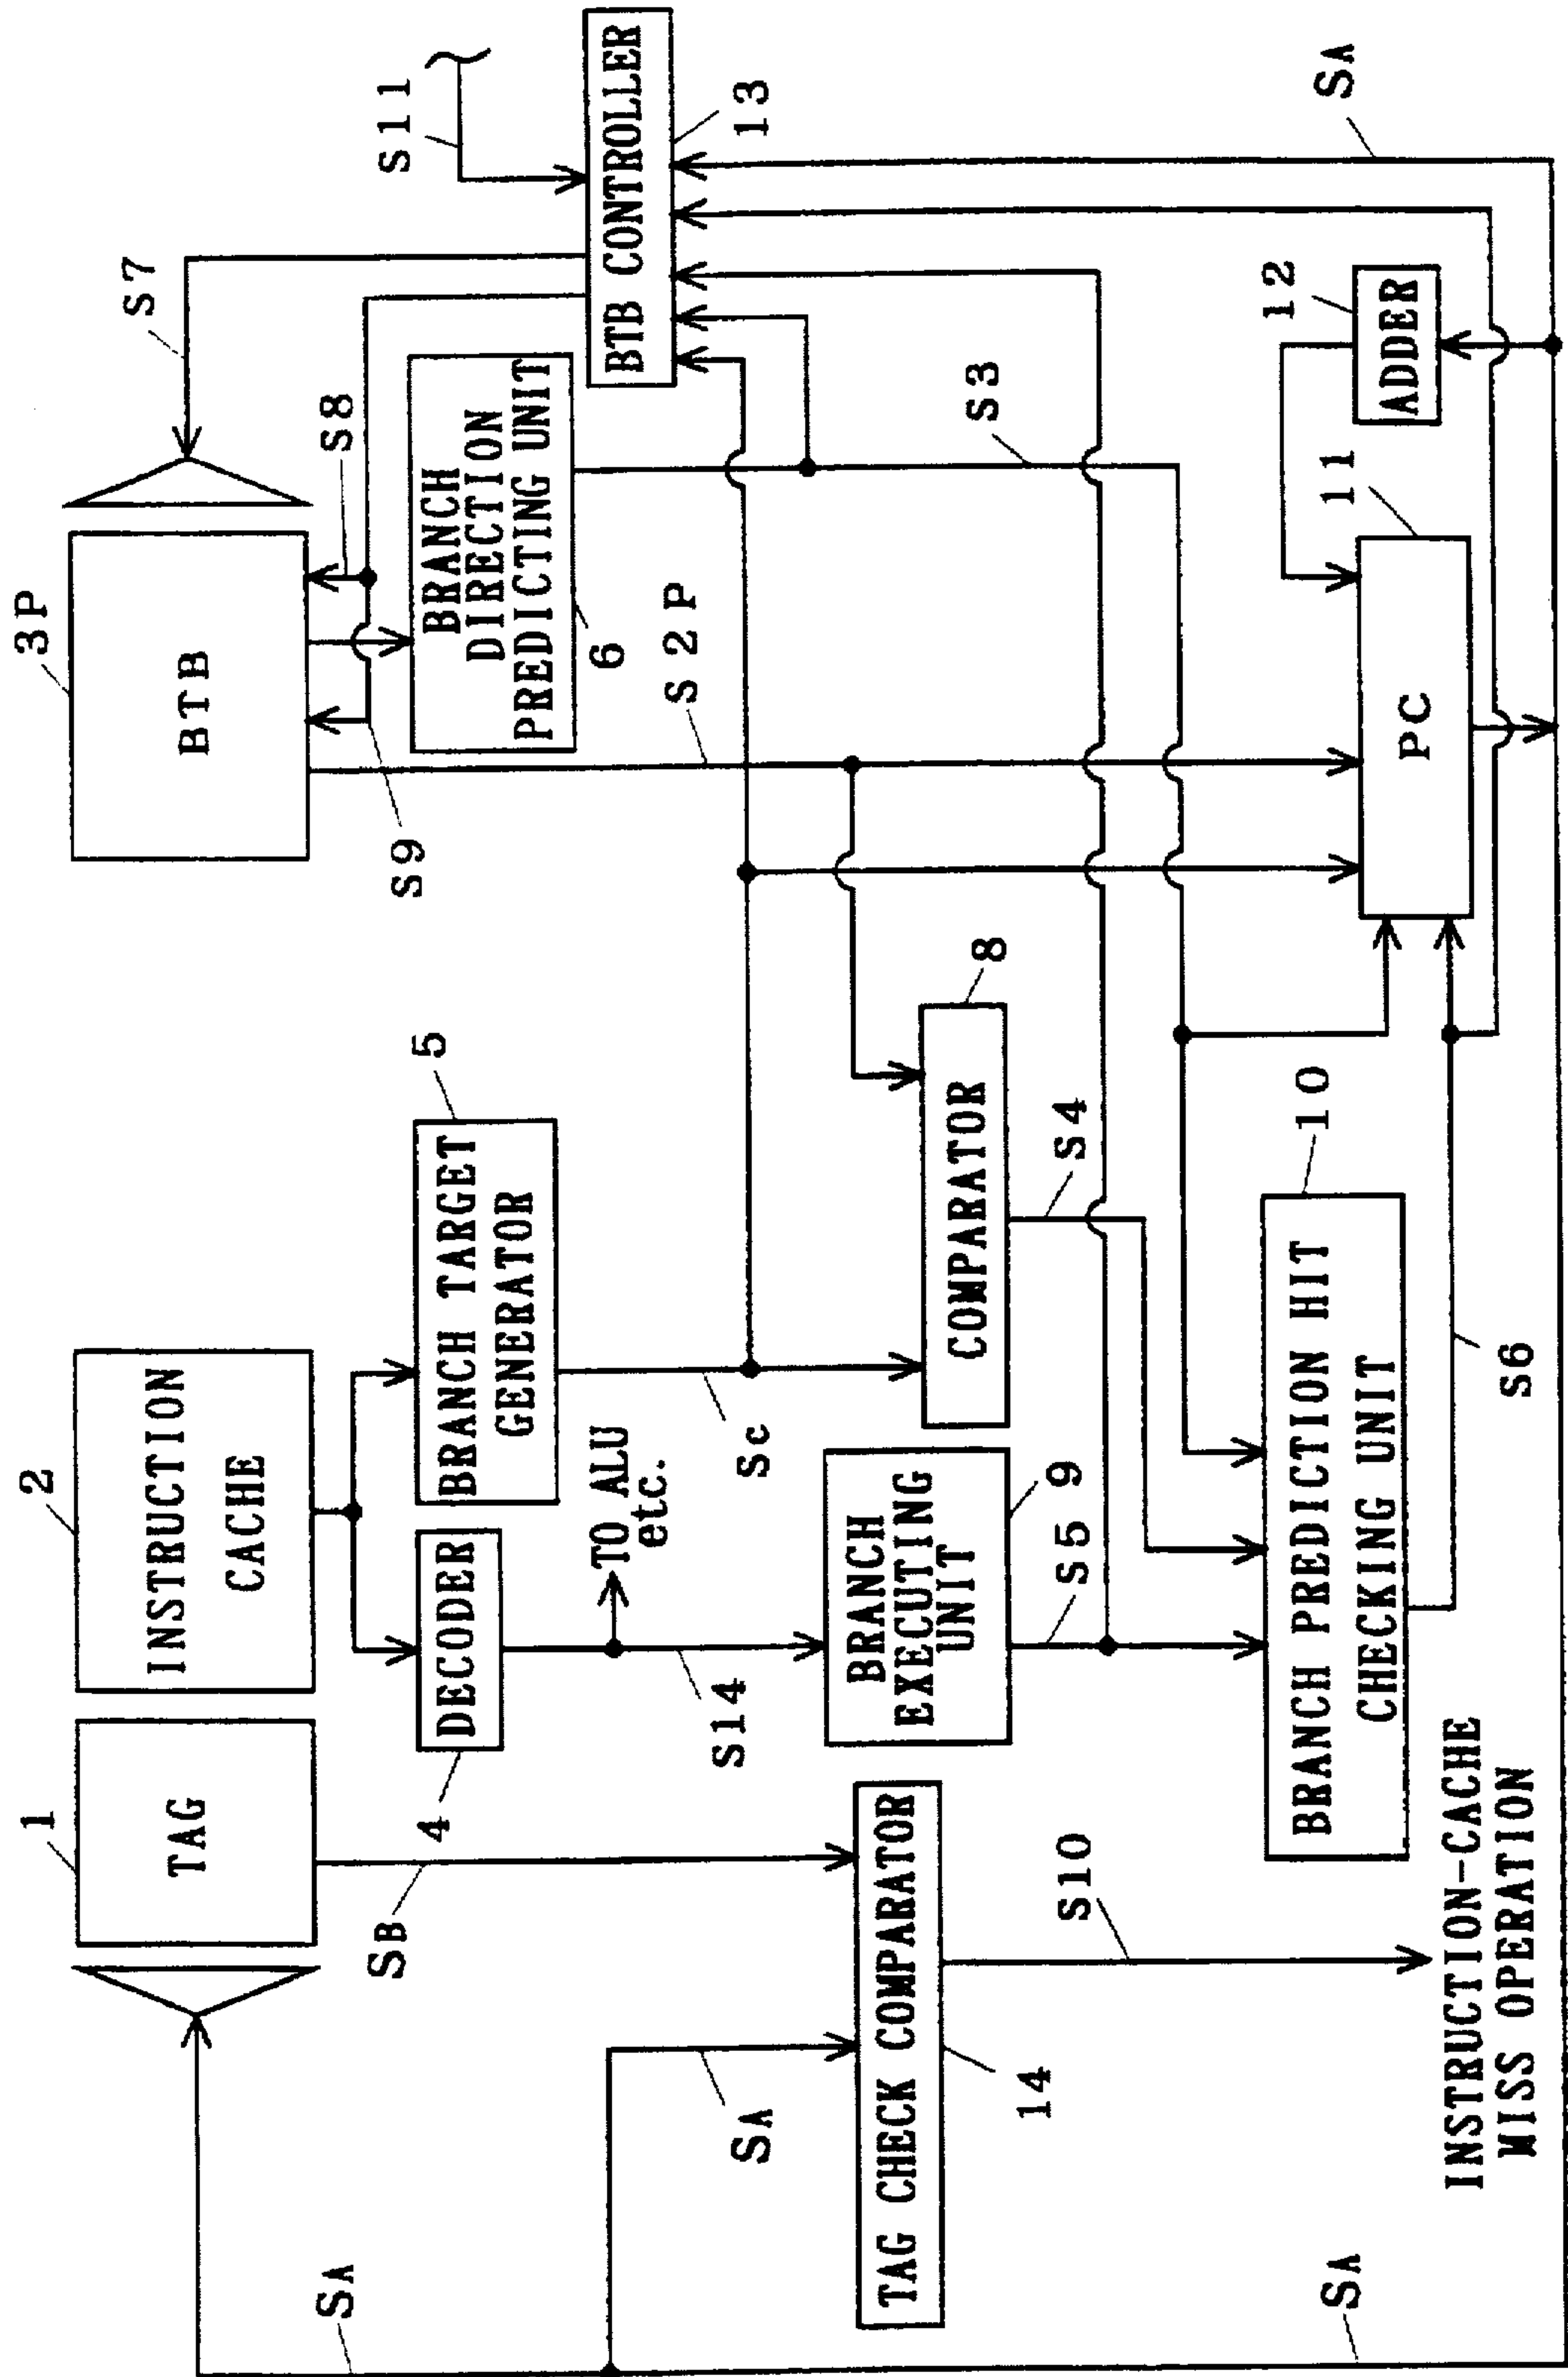 1
TAG
2
INSTRUCTION
CACHE
3P
BTB
S7
S8
S9
S11
SA
SB
4
DECODER
5
BRANCH TARGET
GENERATOR
BRANCH
DIRECTION
PREDICTING UNIT
6
BTB CONTROLLER
13
TO ALU
etc.
S14
Sc
S2P
SA
TAG CHECK COMPARATOR
14
BRANCH
EXECUTING
UNIT
9
COMPARATOR
8
S3
S10
S5
S4
BRANCH PREDICTION HIT
CHECKING UNIT
10
PC
11
ADDER
12
SA
S6
INSTRUCTION-CACHE
MISS OPERATION
SA